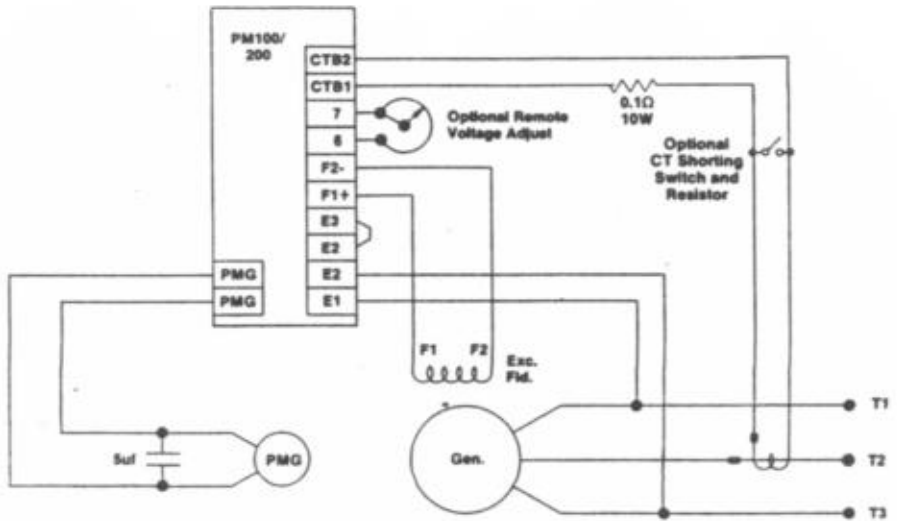 PM100/
200
CTB2
CTB1
7
6
F2-
F1+
E3
E2
E2
E1
PMG
PMG
Optional Remote
Voltage Adjust
0.1Ω
10W
Optional
CT Shorting
Switch and
Resistor
F1 F2
Exc.
Fld.
5uf
PMG
Gen.
T1
T2
T3